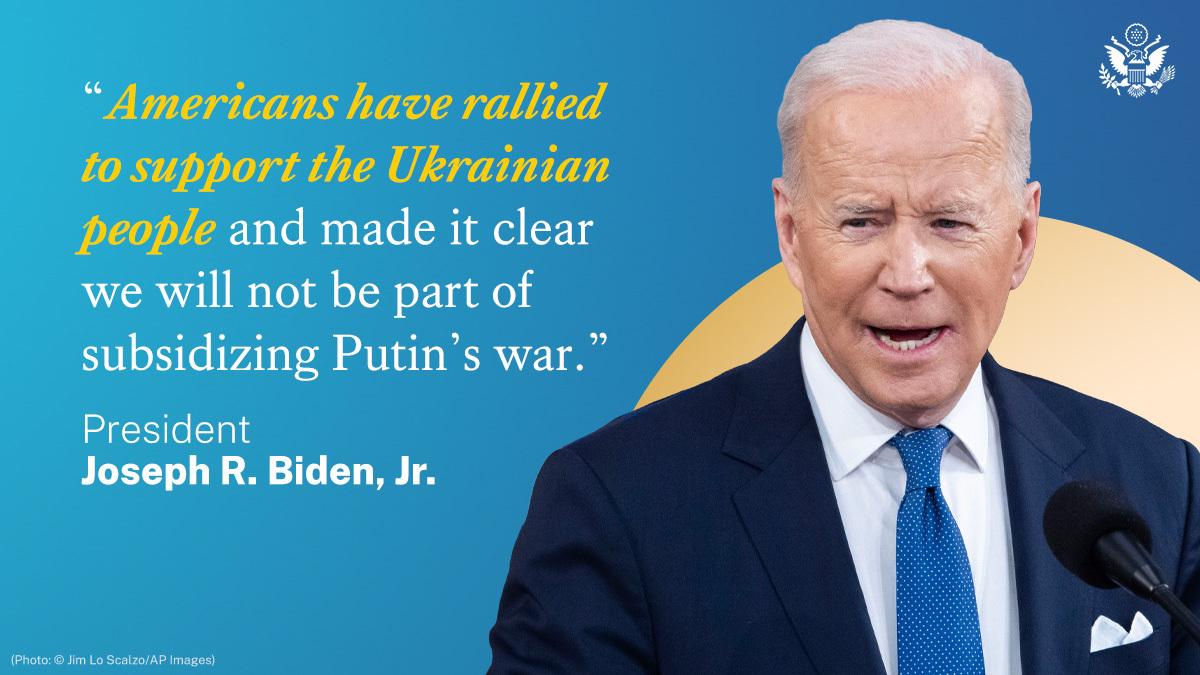 “Americans have rallied
to support the Ukrainian
people and made it clear
we will not be part of
subsidizing Putin’s war.”
President
Joseph R. Biden, Jr.
(Photo: © Jim Lo Scalzo/AP Images)